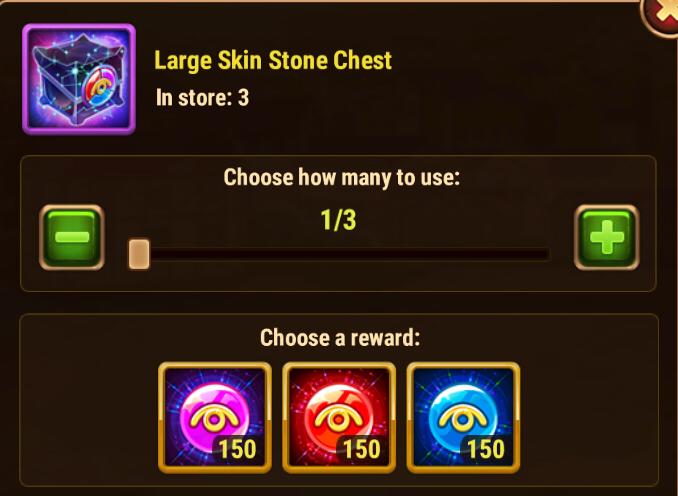 Large Skin Stone Chest
In store: 3
Choose how many to use:
1/3
Choose a reward:
150 150 150